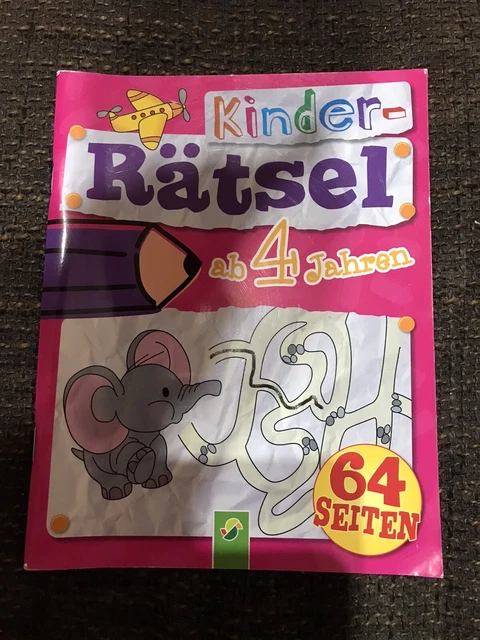 Kinder-
Rätsel
ab 4 Jahren
64
SEITEN